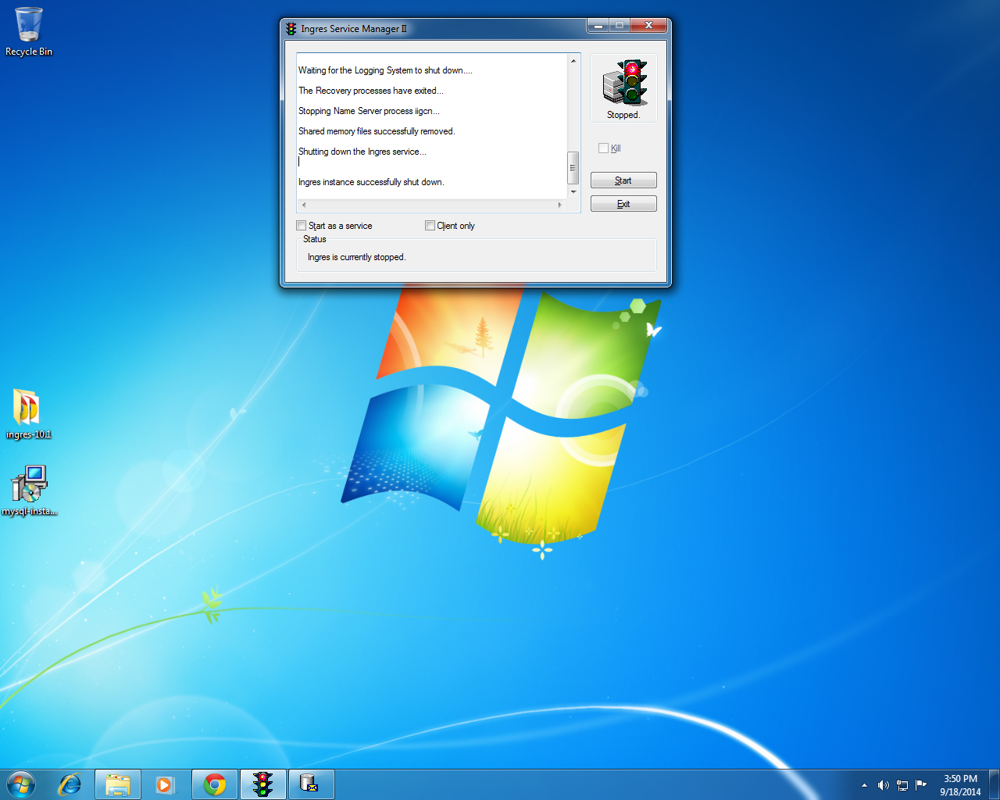 Recycle Bin
Ingres Service Manager II
Waiting for the Logging System to shut down....
The Recovery processes have exited...
Stopping Name Server process iigcn...
Shared memory files successfully removed.
Shutting down the Ingres service...
Ingres instance successfully shut down.
Stopped.
Kill
Start
Exit
Start as a service
Client only
Status
Ingres is currently stopped.
ingres-10.1
mysql-insta...
3:50 PM
9/18/2014